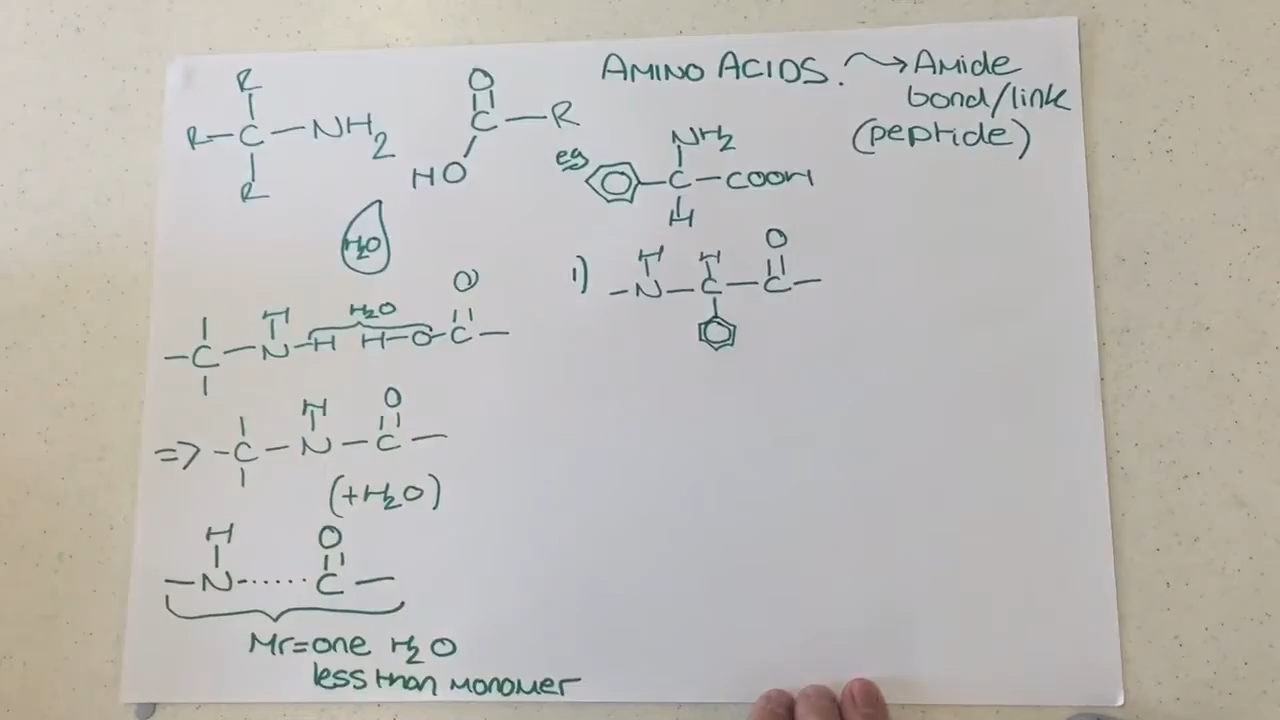 R
R-C-NH2
R
O
C-R
HO
H2O
H
O
H2O
-C-N-H H-O-C-
H
O
=> -C-N-C-
(+H2O)
H
O
-N-......C-
Mr=one H2O
less than monomer
AMINO ACIDS. → Amide
bond/link
(peptide)
eg
NH2
C-COOH
H
1)
H
H
O
-N-C-C-